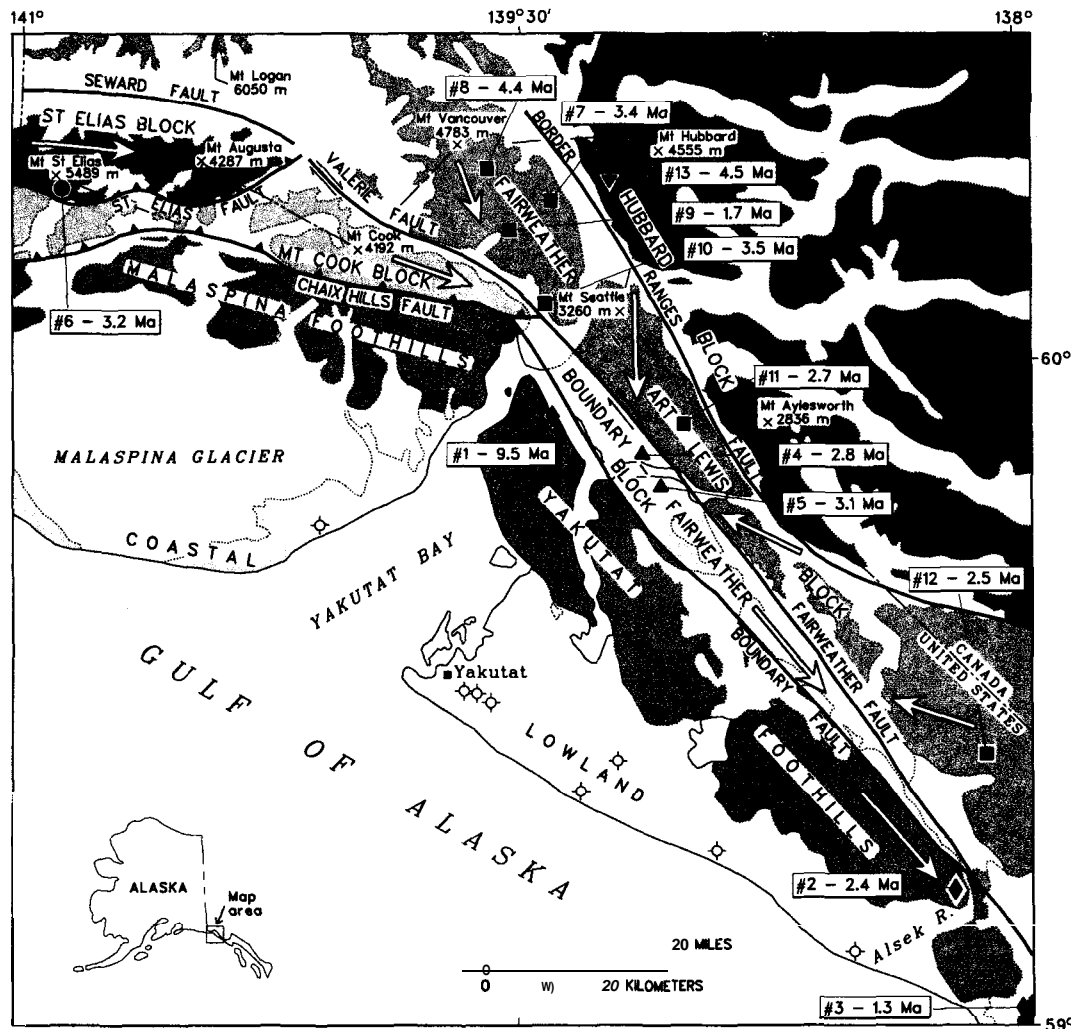 141°
139°30'
138°
Mt Logan
6050 m
SEWARD FAULT
#8 – 4.4 Ma
#7 – 3.4 Ma
ST ELIAS BLOCK
Mt Vancouver
4783 m
×
BORDER RANGES FAULT
Mt Hubbard
× 4555 m
Mt Augusta
× 4287 m
Mt St Elias
× 5489 m
#13 – 4.5 Ma
VALERIE FAULT
FAIRWEATHER BLOCK
HUBBARD BLOCK
ST. ELIAS FAULT
#9 – 1.7 Ma
Mt Cook
4192 m
#10 – 3.5 Ma
MT COOK BLOCK
MALASPINA FOOTHILLS
CHAIX HILLS FAULT
Mt Seattle
3260 m ×
#6 – 3.2 Ma
60°
BOUNDARY BLOCK
ART LEWIS
#11 – 2.7 Ma
Mt Aylesworth
× 2836 m
MALASPINA GLACIER
#1 – 9.5 Ma
#4 – 2.8 Ma
#5 – 3.1 Ma
YAKUTAT
FAIRWEATHER
COASTAL
YAKUTAT BAY
BLOCK
#12 – 2.5 Ma
FAIRWEATHER FAULT
CANADA
UNITED STATES
BOUNDARY FAULT
GULF OF ALASKA
Yakutat
LOWLAND
FOOTHILLS
ALASKA
Map
area
#2 – 2.4 Ma
Alsek R.
20 MILES
0
0 W) 20 KILOMETERS
#3 – 1.3 Ma
59°